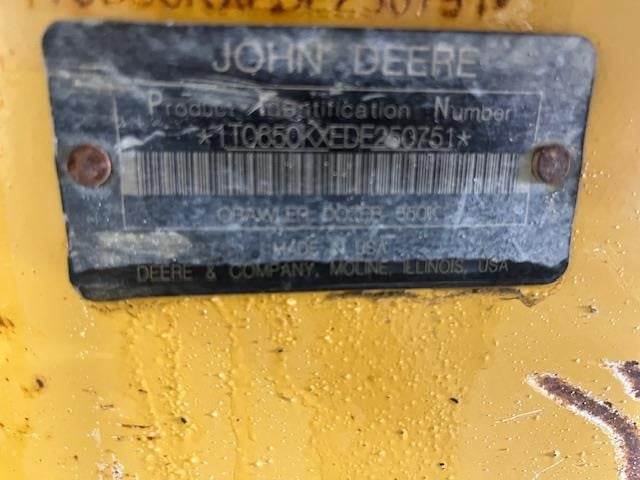 JOHN DEERE
Product Identification Number
*1T0850KXEDE250751*
CRAWLER DOZER 850K
MADE IN USA
DEERE & COMPANY, MOLINE, ILLINOIS, USA